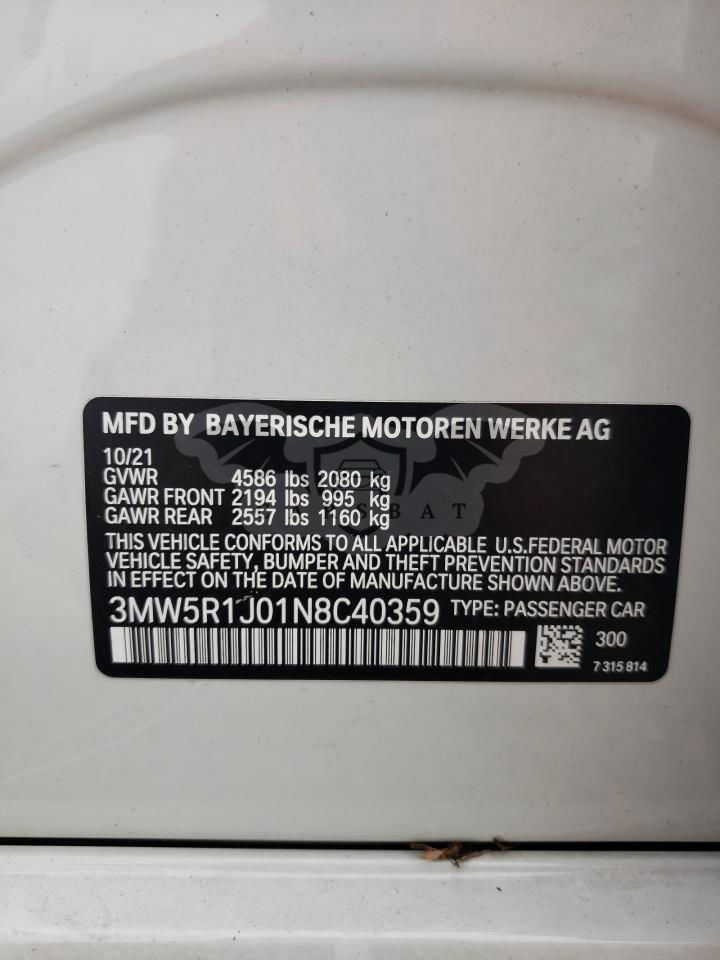 MFD BY BAYERISCHE MOTOREN WERKE AG
10/21
GVWR 4586 lbs 2080 kg
GAWR FRONT 2194 lbs 995 kg
GAWR REAR 2557 lbs 1160 kg
THIS VEHICLE CONFORMS TO ALL APPLICABLE U.S.FEDERAL MOTOR
VEHICLE SAFETY, BUMPER AND THEFT PREVENTION STANDARDS
IN EFFECT ON THE DATE OF MANUFACTURE SHOWN ABOVE.
3MW5R1J01N8C40359 TYPE: PASSENGER CAR
300
7 315 814